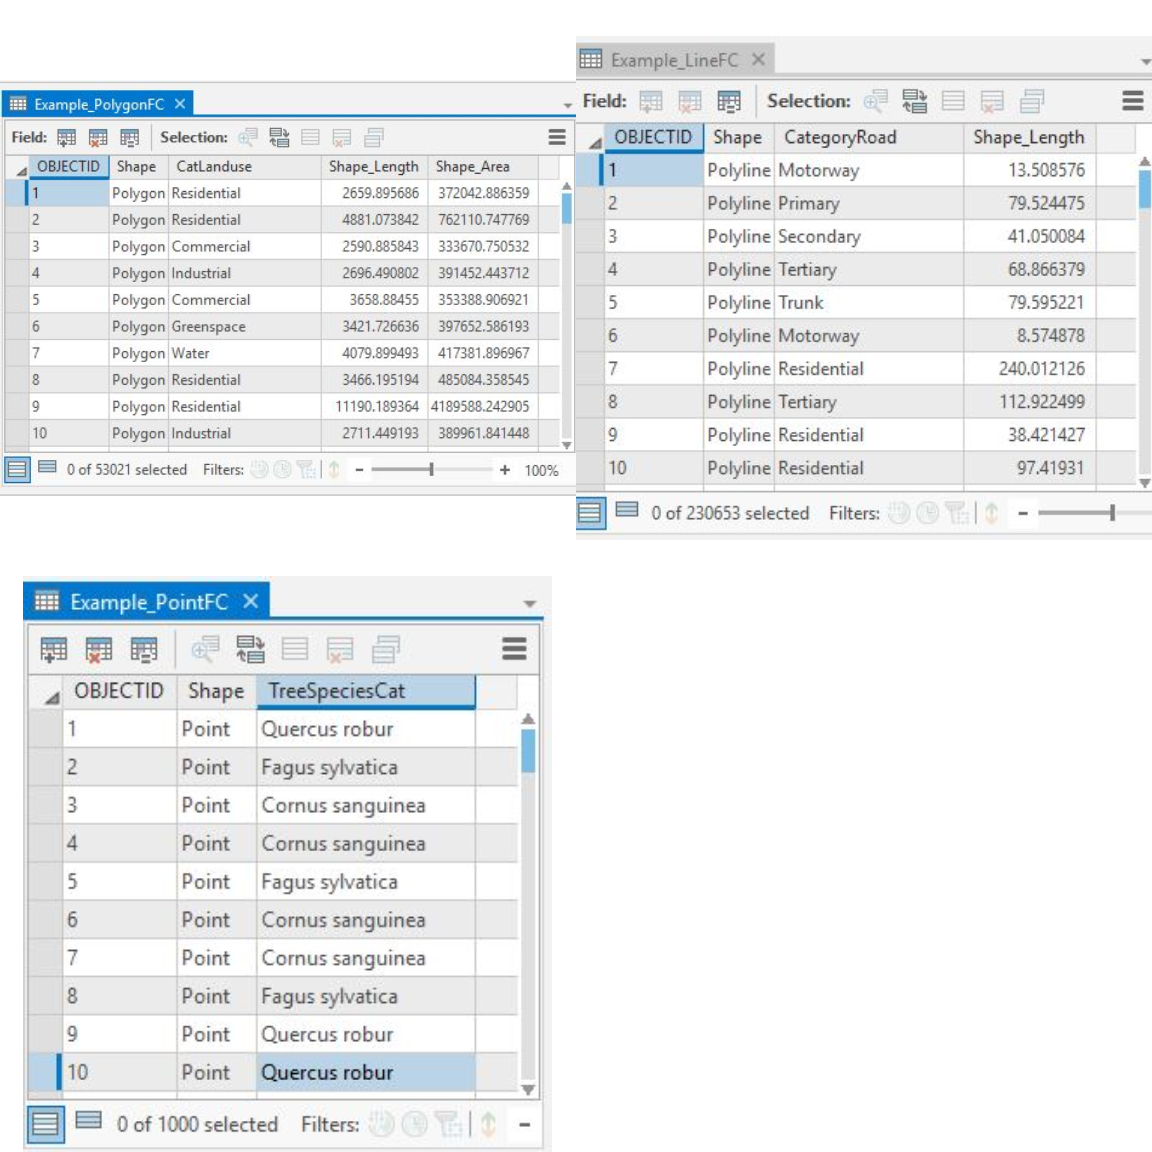 Example_PolygonFC
Field: Selection:
OBJECTID Shape CatLanduse Shape_Length Shape_Area
1 Polygon Residential 2659.895686 372042.886359
2 Polygon Residential 4881.073842 762110.747769
3 Polygon Commercial 2590.885843 333670.750532
4 Polygon Industrial 2696.490802 391452.443712
5 Polygon Commercial 3658.88455 353388.906921
6 Polygon Greenspace 3421.726636 397652.586193
7 Polygon Water 4079.899493 417381.896967
8 Polygon Residential 3466.195194 485084.358545
9 Polygon Residential 11190.189364 4189588.242905
10 Polygon Industrial 2711.449193 389961.841448
0 of 53021 selected Filters: - + 100%
Example_LineFC
Field: Selection:
OBJECTID Shape CategoryRoad Shape_Length
1 Polyline Motorway 13.508576
2 Polyline Primary 79.524475
3 Polyline Secondary 41.050084
4 Polyline Tertiary 68.866379
5 Polyline Trunk 79.595221
6 Polyline Motorway 8.574878
7 Polyline Residential 240.012126
8 Polyline Tertiary 112.922499
9 Polyline Residential 38.421427
10 Polyline Residential 97.41931
0 of 230653 selected Filters: -
Example_PointFC
OBJECTID Shape TreeSpeciesCat
1 Point Quercus robur
2 Point Fagus sylvatica
3 Point Cornus sanguinea
4 Point Cornus sanguinea
5 Point Fagus sylvatica
6 Point Cornus sanguinea
7 Point Cornus sanguinea
8 Point Fagus sylvatica
9 Point Quercus robur
10 Point Quercus robur
0 of 1000 selected Filters: -